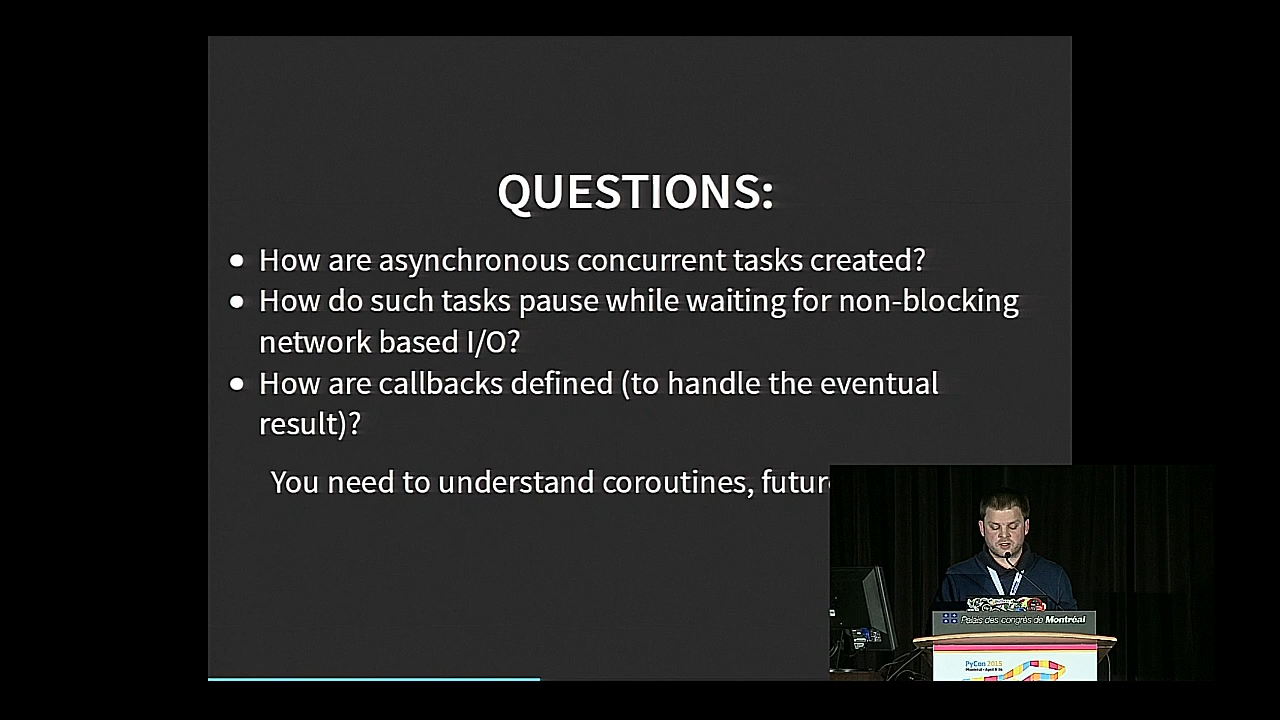 QUESTIONS:
• How are asynchronous concurrent tasks created?
• How do such tasks pause while waiting for non-blocking
network based I/O?
• How are callbacks defined (to handle the eventual
result)?
You need to understand coroutines,
Palais des congrès de Montréal
PyCon 2015